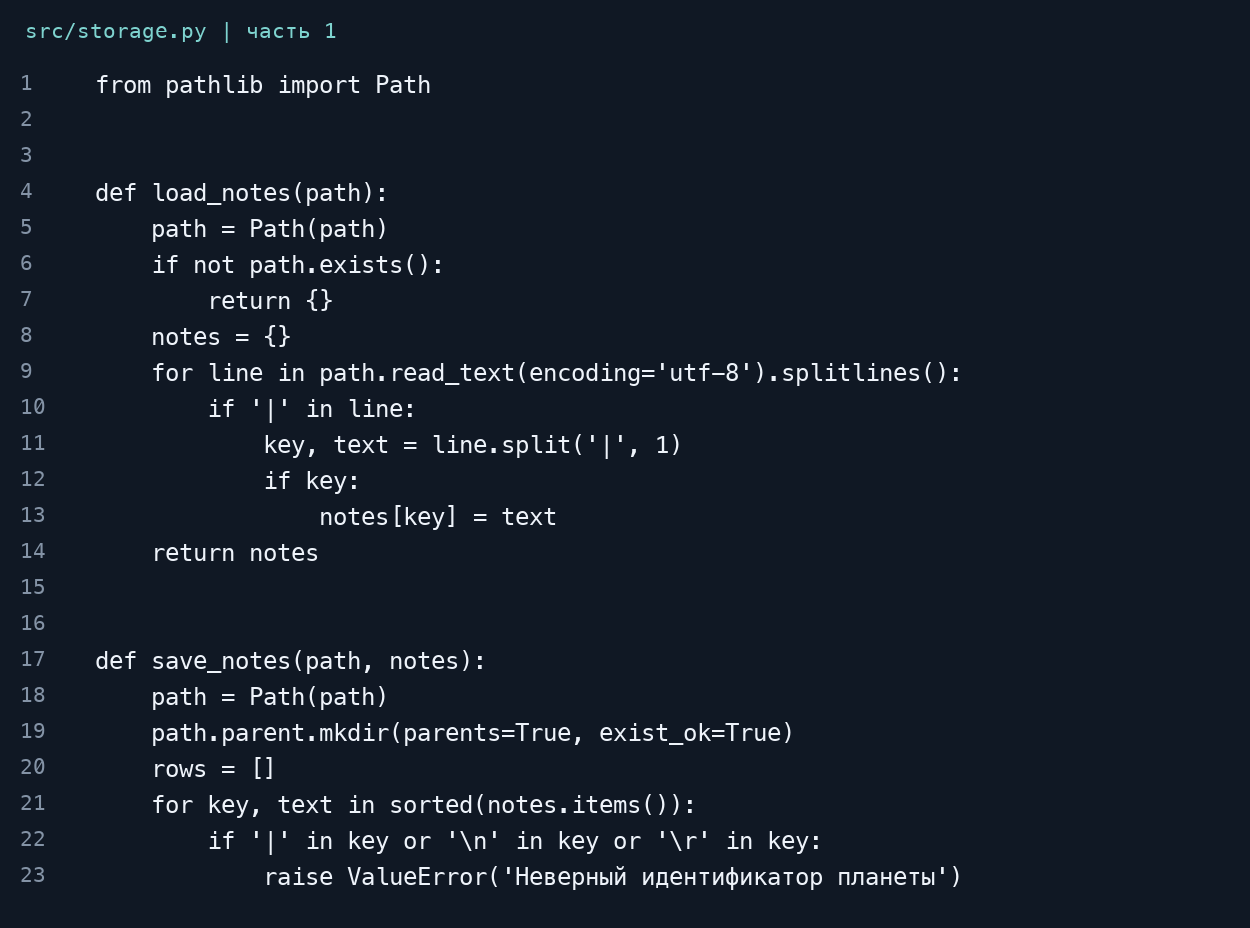 src/storage.py | часть 1
1 from pathlib import Path
2
3
4 def load_notes(path):
5     path = Path(path)
6     if not path.exists():
7         return {}
8     notes = {}
9     for line in path.read_text(encoding='utf-8').splitlines():
10         if '|' in line:
11             key, text = line.split('|', 1)
12             if key:
13                 notes[key] = text
14     return notes
15
16
17 def save_notes(path, notes):
18     path = Path(path)
19     path.parent.mkdir(parents=True, exist_ok=True)
20     rows = []
21     for key, text in sorted(notes.items()):
22         if '|' in key or '\n' in key or '\r' in key:
23             raise ValueError('Неверный идентификатор планеты')